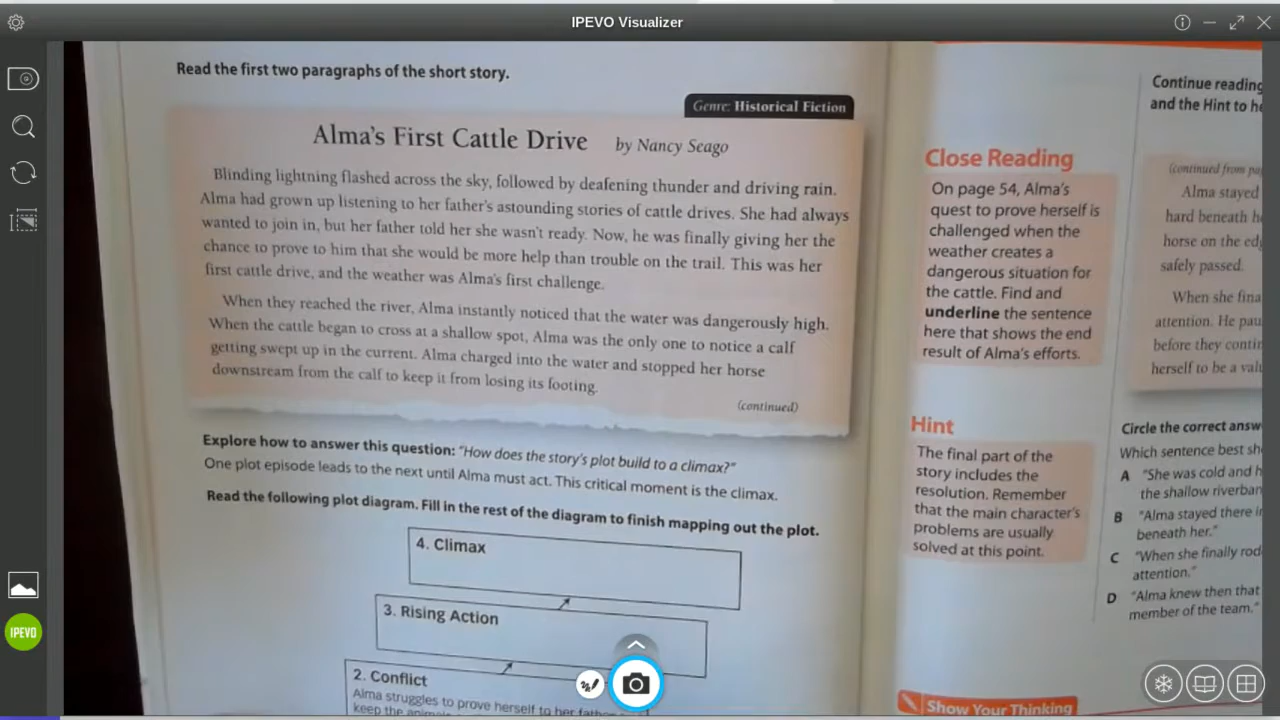 IPEVO Visualizer
Read the first two paragraphs of the short story.
Genre: Historical Fiction
Alma's First Cattle Drive by Nancy Seago
Blinding lightning flashed across the sky, followed by deafening thunder and driving rain.
Alma had grown up listening to her father's astounding stories of cattle drives. She had always
wanted to join in, but her father told her she wasn't ready. Now, he was finally giving her the
chance to prove to him that she would be more help than trouble on the trail. This was her
first cattle drive, and the weather was Alma's first challenge.
When they reached the river, Alma instantly noticed that the water was dangerously high.
When the cattle began to cross at a shallow spot, Alma was the only one to notice a calf
getting swept up in the current. Alma charged into the water and stopped her horse
downstream from the calf to keep it from losing its footing.
(continued)
Explore how to answer this question: "How does the story's plot build to a climax?"
One plot episode leads to the next until Alma must act. This critical moment is the climax.
Read the following plot diagram. Fill in the rest of the diagram to finish mapping out the plot.
4. Climax
3. Rising Action
2. Conflict
Alma struggles to prove herself to her father
keep the
IPEVO
Close Reading
On page 54, Alma's
quest to prove herself is
challenged when the
weather creates a
dangerous situation for
the cattle. Find and
underline the sentence
here that shows the end
result of Alma's efforts.
Hint
The final part of the
story includes the
resolution. Remember
that the main character's
problems are usually
solved at this point.
Show Your Thinking
Continue reading
and the Hint to
(continued from
Alma stayed
hard beneath
horse on the
safely passed.
When she
attention. He
before they
herself to be a
Circle the correct
Which sentence best
A "She was cold and
the shallow
B "Alma stayed there
beneath her."
C "When she finally
attention."
D "Alma knew then that
member of the team."